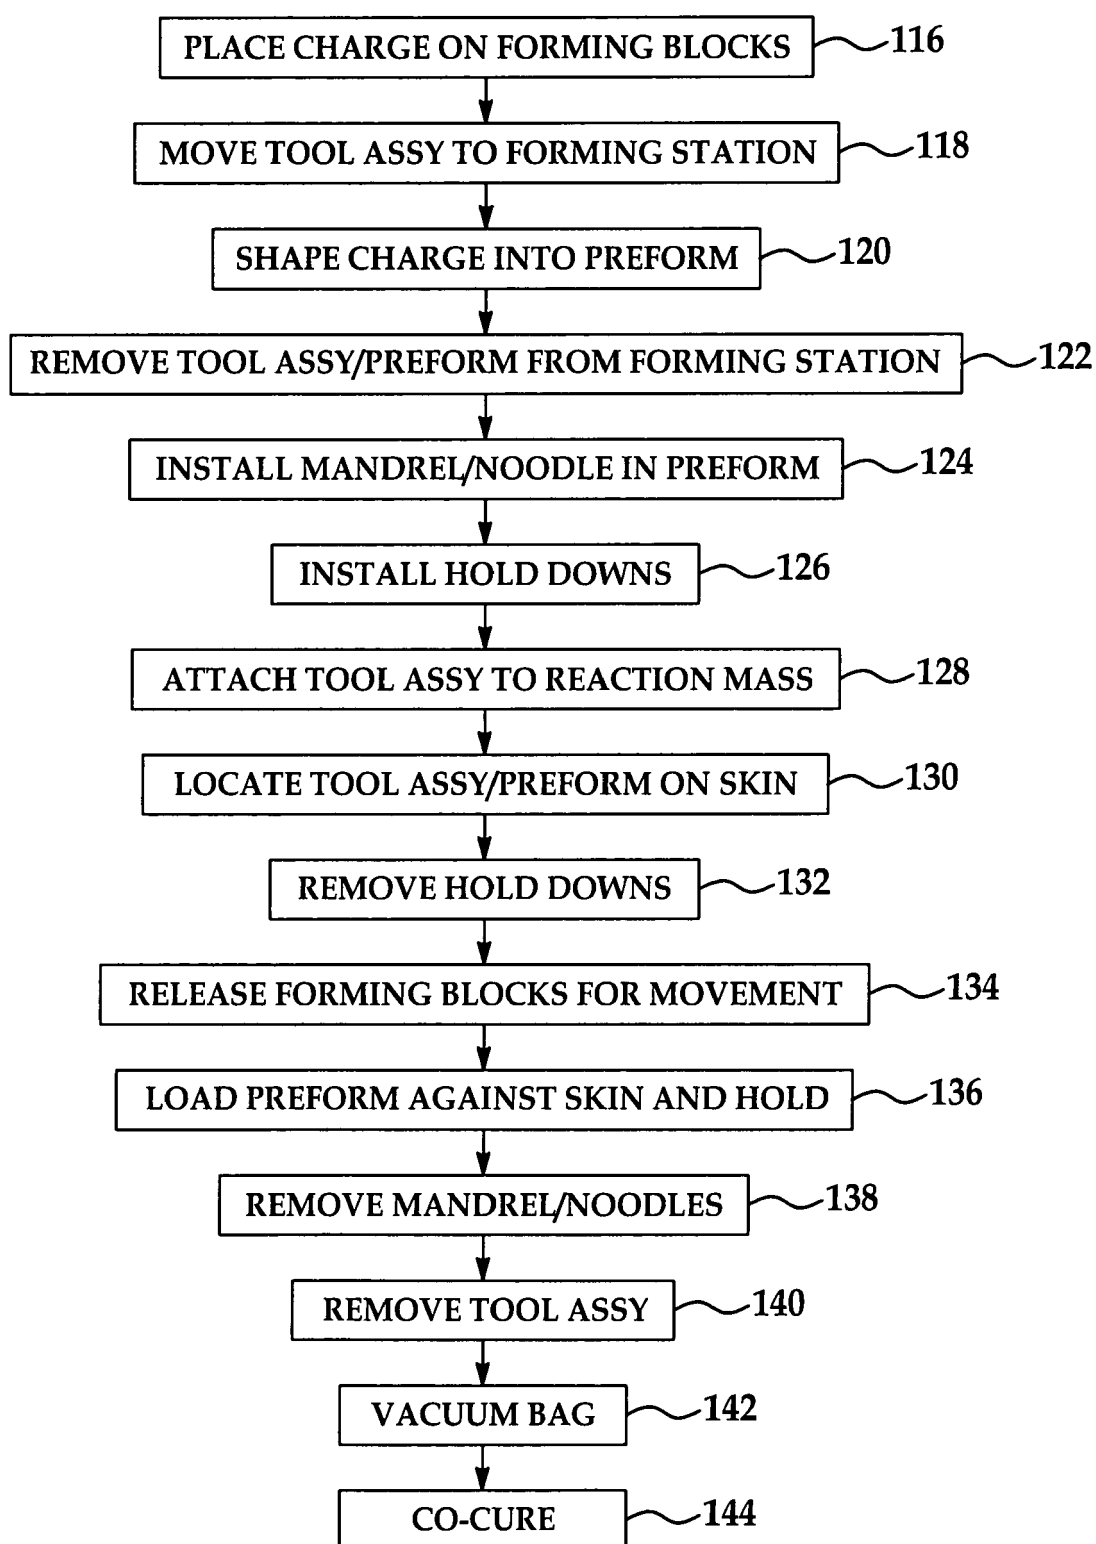 PLACE CHARGE ON FORMING BLOCKS 116
MOVE TOOL ASSY TO FORMING STATION 118
SHAPE CHARGE INTO PREFORM 120
REMOVE TOOL ASSY/PREFORM FROM FORMING STATION 122
INSTALL MANDREL/NOODLE IN PREFORM 124
INSTALL HOLD DOWNS 126
ATTACH TOOL ASSY TO REACTION MASS 128
LOCATE TOOL ASSY/PREFORM ON SKIN 130
REMOVE HOLD DOWNS 132
RELEASE FORMING BLOCKS FOR MOVEMENT 134
LOAD PREFORM AGAINST SKIN AND HOLD 136
REMOVE MANDREL/NOODLES 138
REMOVE TOOL ASSY 140
VACUUM BAG 142
CO-CURE 144